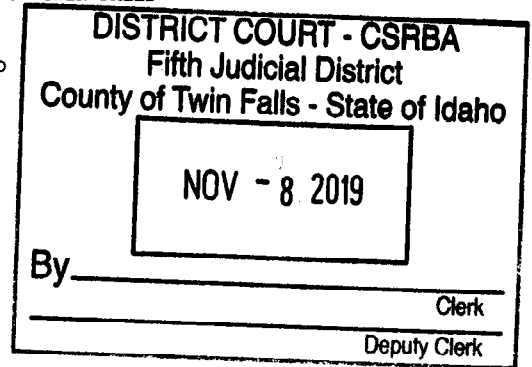 DISTRICT COURT - CSRBA
Fifth Judicial District
County of Twin Falls - State of Idaho
NOV - 8 2019
By
Clerk
Deputy Clerk